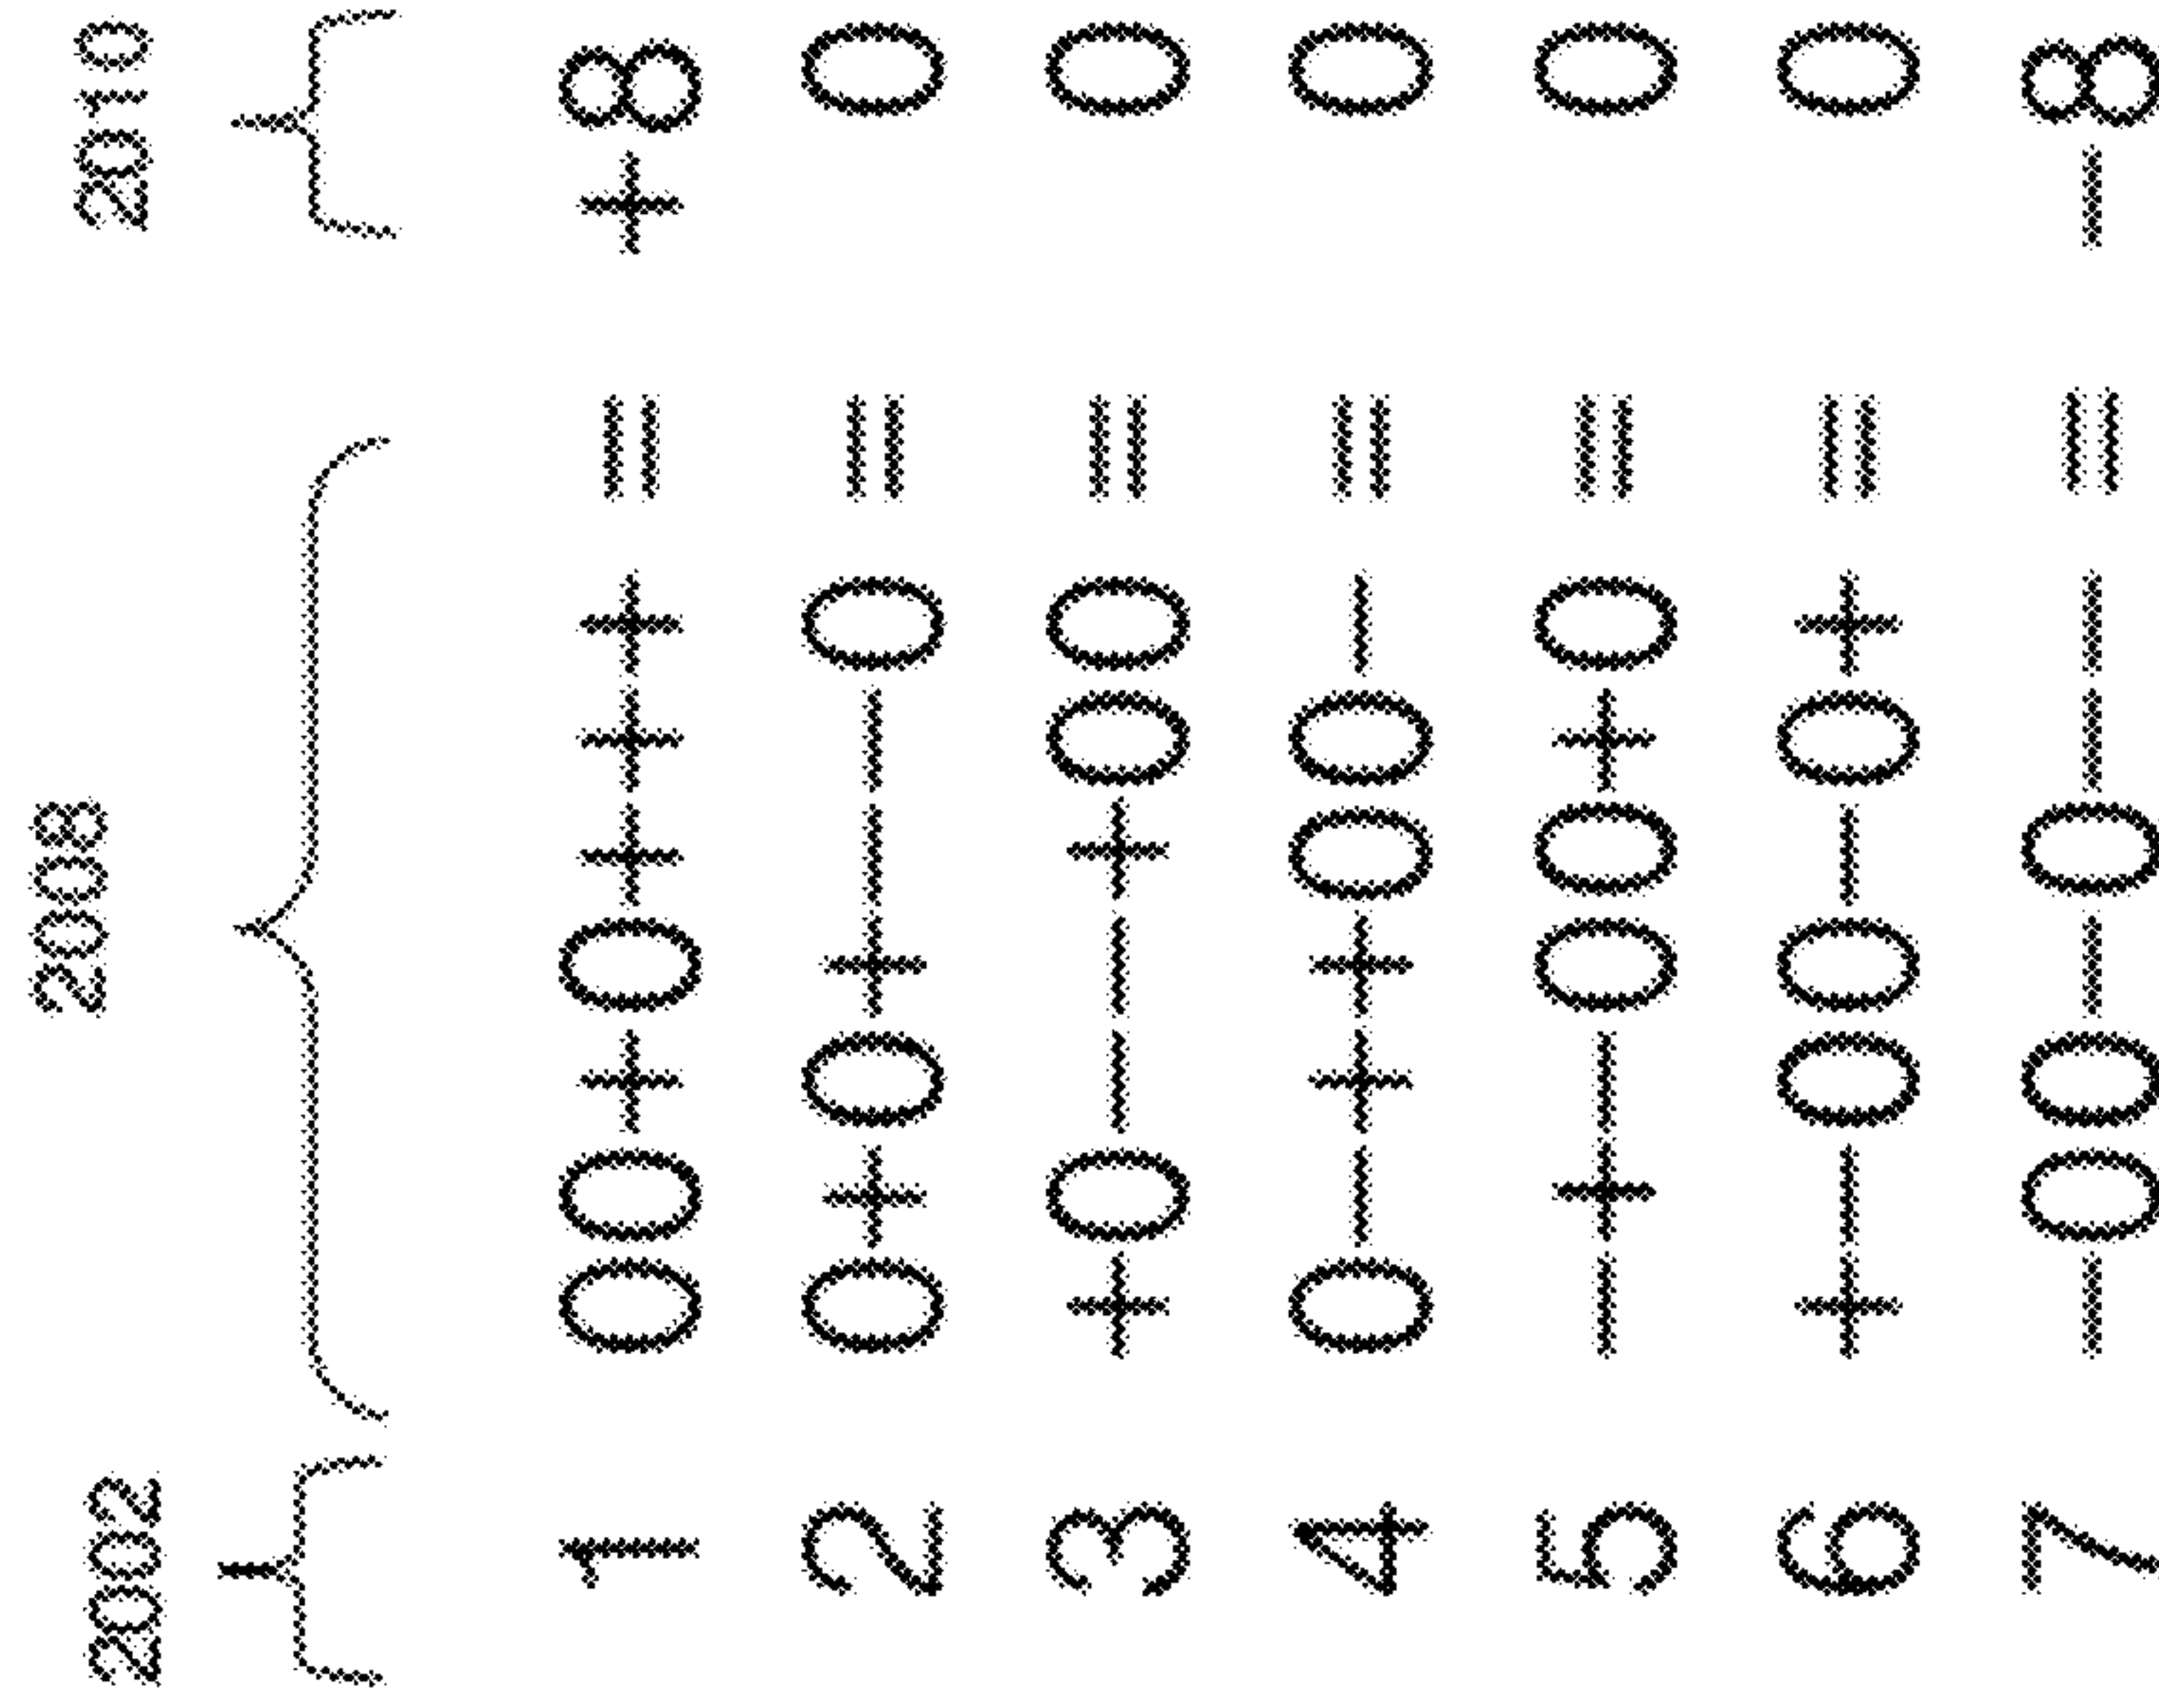 2002 2008 2010
1 00+0+++ = +8
2 0+0+--0 = 0
3 +0--+00 = 0
4 0-++00- = 0
5 -+-00+0 = 0
6 +-00-0+ = 0
7 -00-0-- = -8